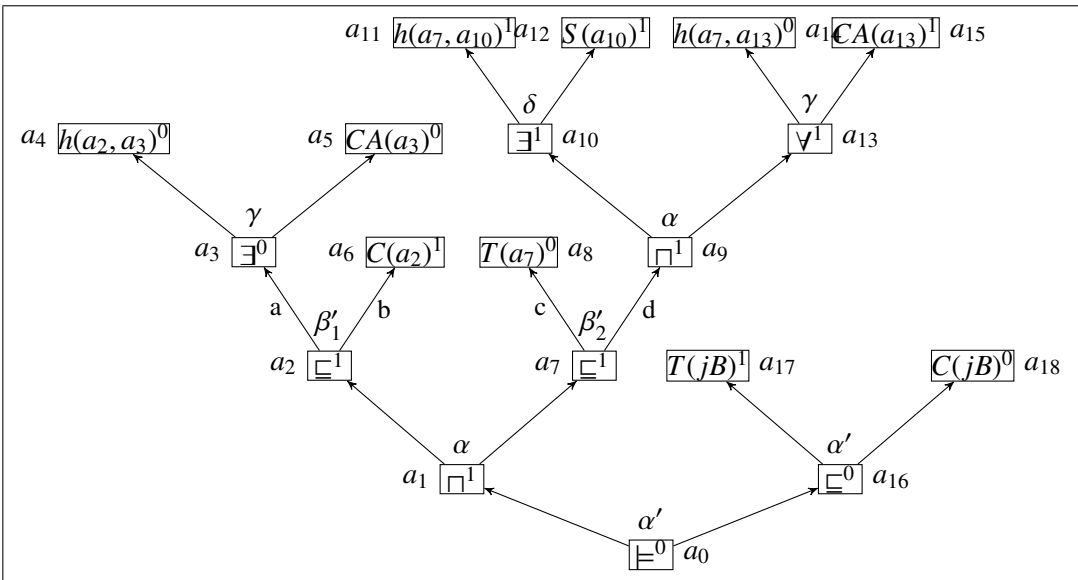 a₁₁ h(a₇, a₁₀)¹ a₁₂ S(a₁₀)¹ h(a₇, a₁₃)⁰ a₁₄ CA(a₁₃)¹ a₁₅
δ γ
a₄ h(a₂, a₃)⁰ a₅ CA(a₃)⁰ ∃¹ a₁₀ ∀¹ a₁₃
γ α
a₃ ∃⁰ a₆ C(a₂)¹ T(a₇)⁰ a₈ ⊓¹ a₉
a b c d
β′₁ β′₂
a₂ ⊑¹ a₇ ⊑¹ T(jB)¹ a₁₇ C(jB)⁰ a₁₈
α α′
a₁ ⊓¹ ⊑⁰ a₁₆
α′
⊨⁰ a₀